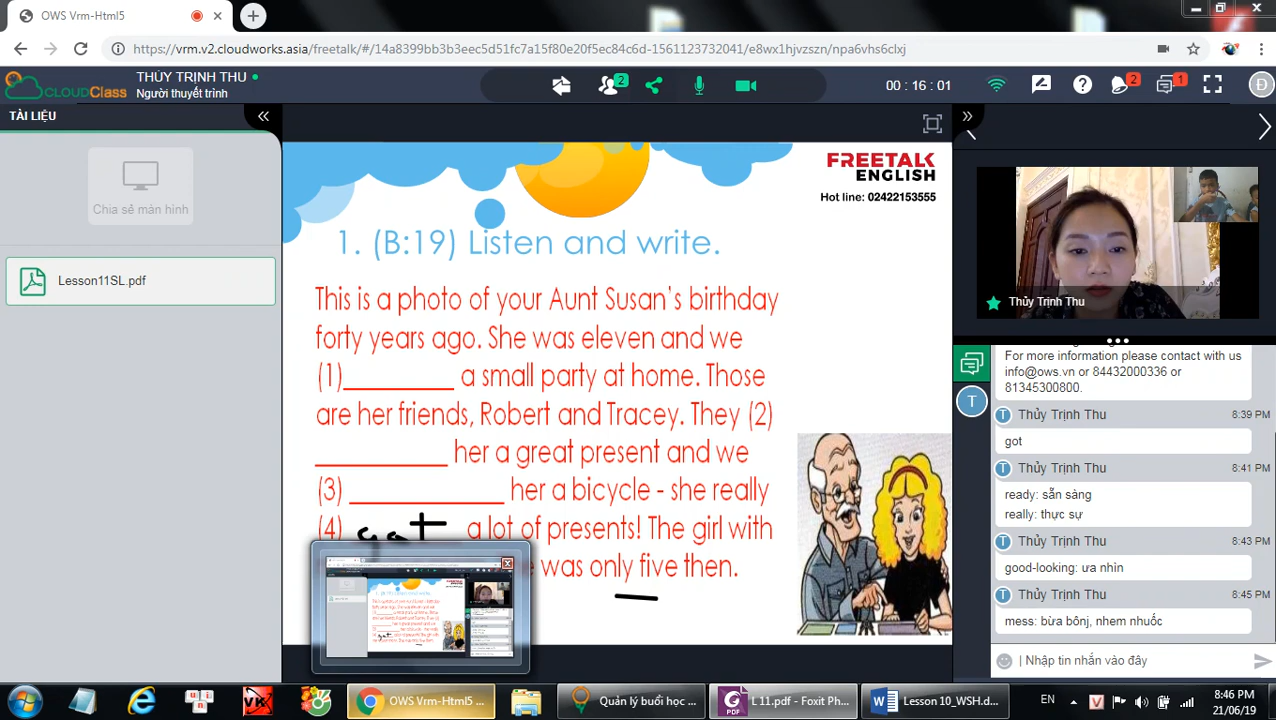 OWS Vrm-Html5
https://vrm.v2.cloudworks.asia/freetalk/#/14a8399bb3b3eec5d51fc7a15f80e20f5ec84c6d-1561123732041/e8wx1hjvzszn/npa6vhs6clxj
CLOUDClass
THỦY TRỊNH THU
Người thuyết trình
2
00 : 16 : 01
2
1
Đ
TÀI LIỆU
Chia sẻ màn hình
Lesson11SL.pdf
FREETALK
ENGLISH
Hot line: 02422153555
1. (B:19) Listen and write.
This is a photo of your Aunt Susan's birthday
forty years ago. She was eleven and we
(1)_________ a small party at home. Those
are her friends, Robert and Tracey. They (2)
___________ her a great present and we
(3) _____________ her a bicycle - she really
(4) got a lot of presents! The girl with
was only five then.
Thủy Trịnh Thu
For more information please contact with us
info@ows.vn or 84432000336 or
81345300800.
T Thủy Trịnh Thu 8:39 PM
got
T Thủy Trịnh Thu 8:41 PM
ready: sẵn sàng
really: thực sự
T Thủy Trịnh Thu 8:43 PM
good-looking: ưa nhìn
T Thủy Trịnh Thu 8:45 PM
mess: bừa bộn, nhem nhuốc
Nhập tin nhắn vào đây
OWS Vrm-Html5 ...
Quản lý buổi học ...
L 11.pdf - Foxit Ph...
Lesson 10_WSH.d...
EN
8:46 PM
21/06/19